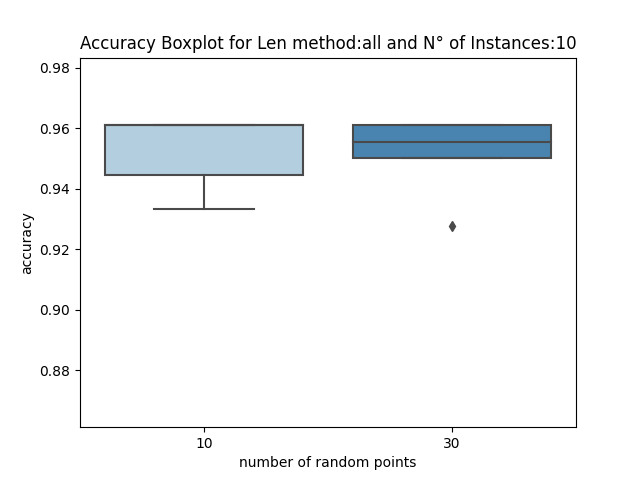 Accuracy Boxplot for Len method:all and N° of Instances:10
0.98
0.96
0.94
0.92
0.90
0.88
accuracy
10 30
number of random points